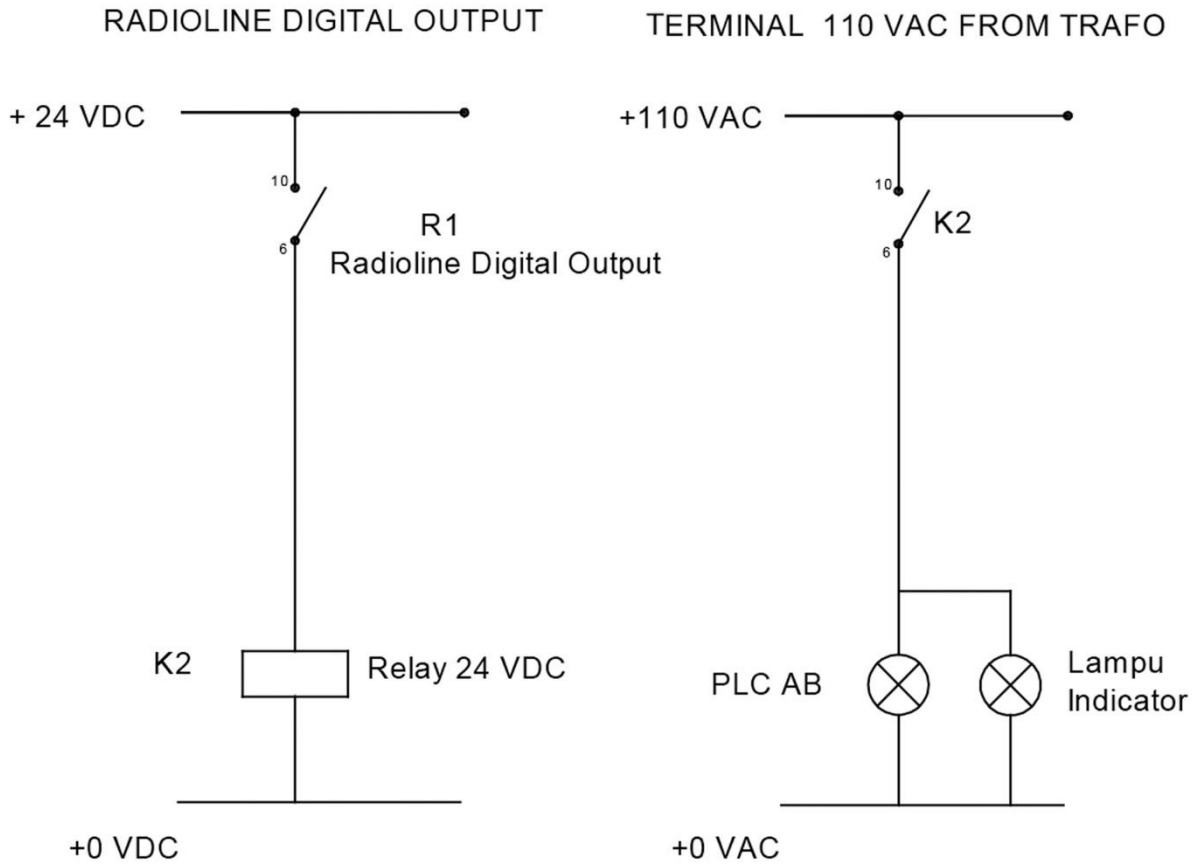 RADIOLINE DIGITAL OUTPUT
+ 24 VDC
10
6
R1
Radioline Digital Output
K2
Relay 24 VDC
+0 VDC
TERMINAL  110 VAC FROM TRAFO
+110 VAC
10
6
K2
PLC AB
Lampu
Indicator
+0 VAC